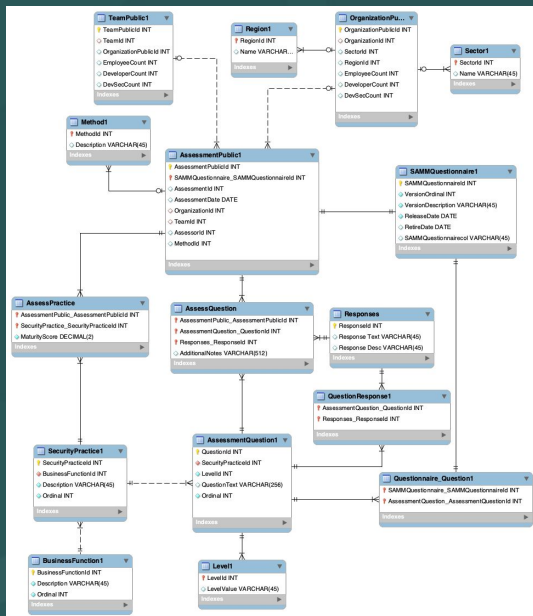 TeamPublic1
TeamPublicId INT
TeamId INT
OrganizationPublicId INT
EmployeeCount INT
DeveloperCount INT
DevSecCount INT
Indexes
Region1
RegionId INT
Name VARCHAR...
Indexes
OrganizationPu...
OrganizationPublicId INT
OrganizationId INT
SectorId INT
RegionId INT
EmployeeCount INT
DeveloperCount INT
DevSecCount INT
Indexes
Sector1
SectorId INT
Name VARCHAR(45)
Indexes
Method1
MethodId INT
Description VARCHAR(45)
Indexes
AssessmentPublic1
AssessmentPublicId INT
SAMMQuestionnaire_SAMMQuestionnaireId INT
AssessmentId INT
AssessmentDate DATE
OrganizationId INT
TeamId INT
AssessorId INT
MethodId INT
Indexes
SAMMQuestionnaire1
SAMMQuestionnaireId INT
VersionOrdinal INT
VersionDescription VARCHAR(45)
ReleaseDate DATE
RetireDate DATE
SAMMQuestionnairecol VARCHAR(45)
Indexes
AssessPractice
AssessmentPublic_AssessmentPublicId INT
SecurityPractice_SecurityPracticeId INT
MaturityScore DECIMAL(2)
Indexes
AssessQuestion
AssessmentPublic_AssessmentPublicId INT
AssessmentQuestion_QuestionId INT
Responses_ResponseId INT
AdditionalNotes VARCHAR(512)
Indexes
Responses
ResponseId INT
Response Text VARCHAR(45)
Response Desc VARCHAR(45)
Indexes
QuestionResponse1
AssessmentQuestion_QuestionId INT
Responses_ResponseId INT
Indexes
SecurityPractice1
SecurityPracticeId INT
BusinessFunctionId INT
Description VARCHAR(45)
Ordinal INT
Indexes
AssessmentQuestion1
QuestionId INT
SecurityPracticeId INT
LevelId INT
QuestionText VARCHAR(256)
Ordinal INT
Indexes
Questionnaire_Question1
SAMMQuestionnaire_SAMMQuestionnaireId INT
AssessmentQuestion_AssessmentQuestionId INT
Indexes
BusinessFunction1
BusinessFunctionId INT
Description VARCHAR(45)
Ordinal INT
Indexes
Level1
LevelId INT
LevelValue VARCHAR(45)
Indexes